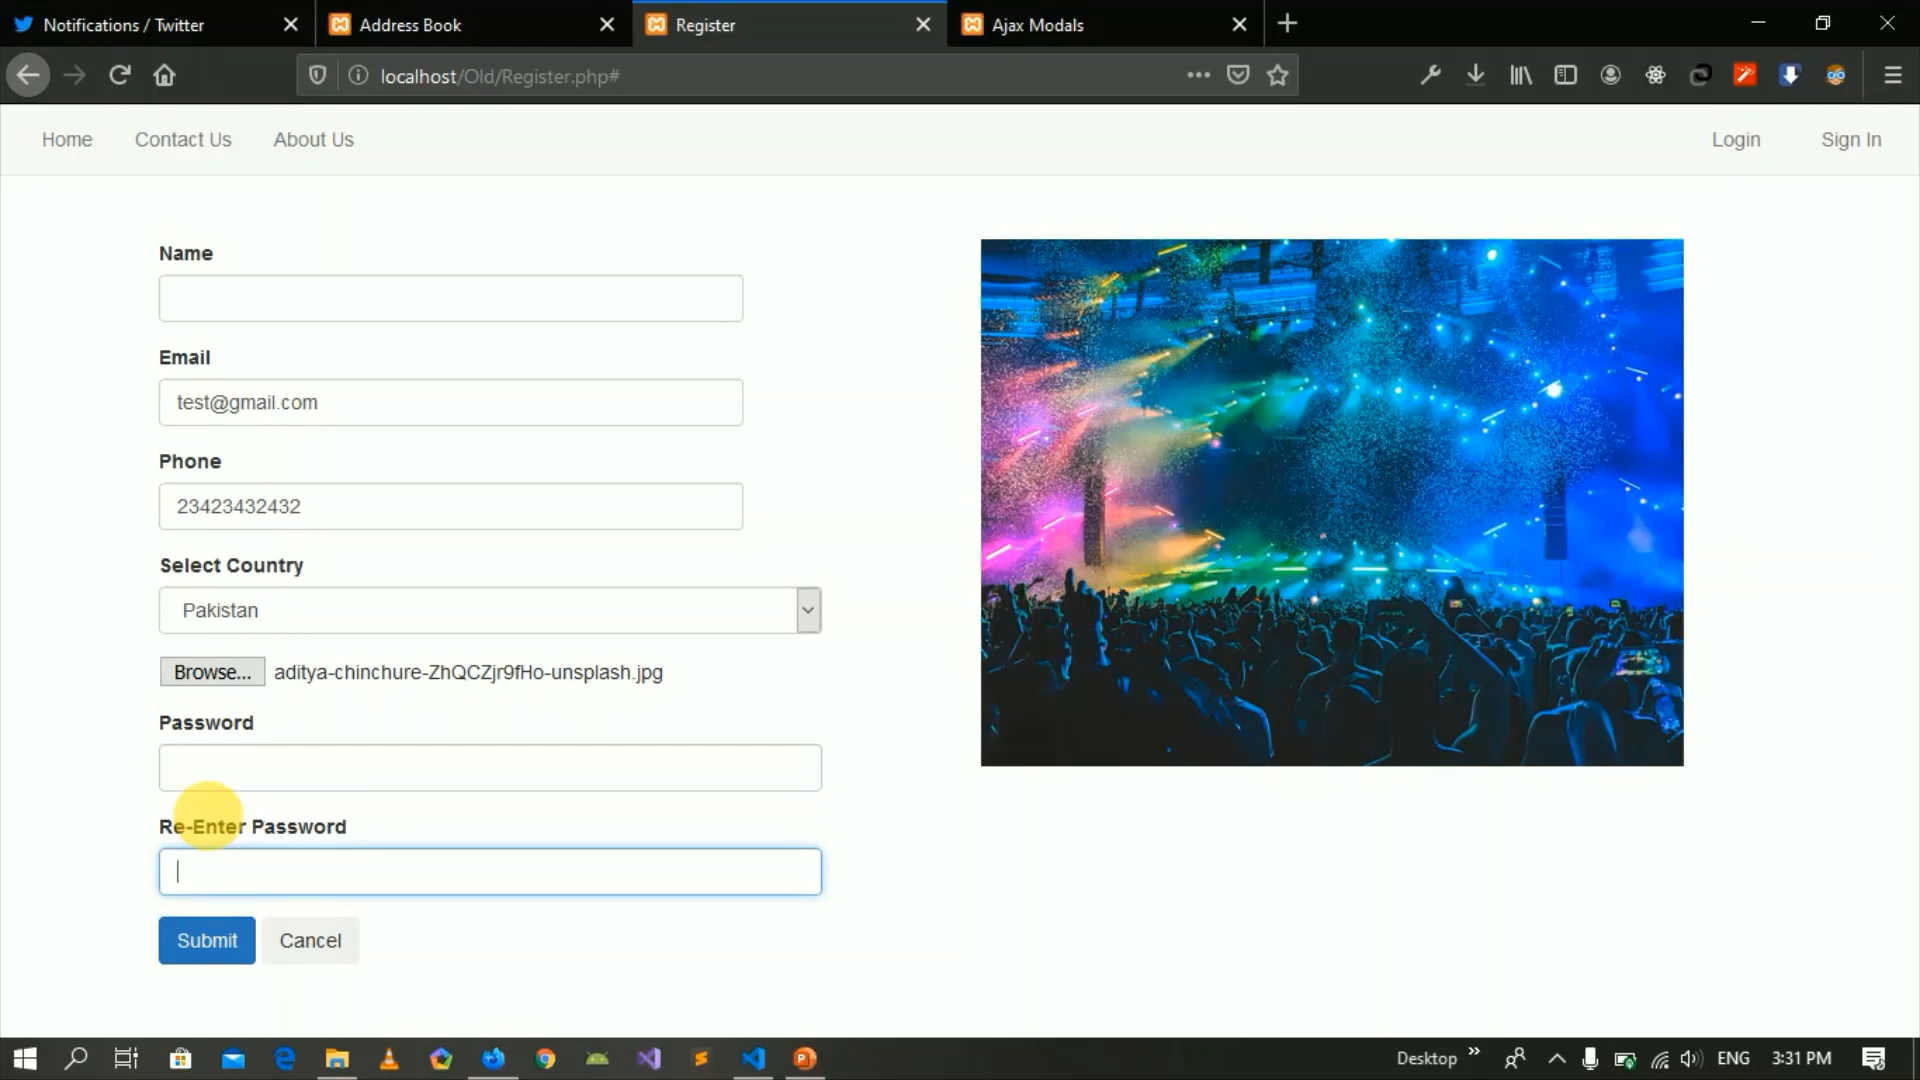 Notifications / Twitter
Address Book
Register
Ajax Modals
localhost/Old/Register.php#
Home
Contact Us
About Us
Login
Sign In
Name
Email
test@gmail.com
Phone
23423432432
Select Country
Pakistan
Browse... aditya-chinchure-ZhQCZjr9fHo-unsplash.jpg
Password
Re-Enter Password
Submit
Cancel
Desktop
ENG
3:31 PM